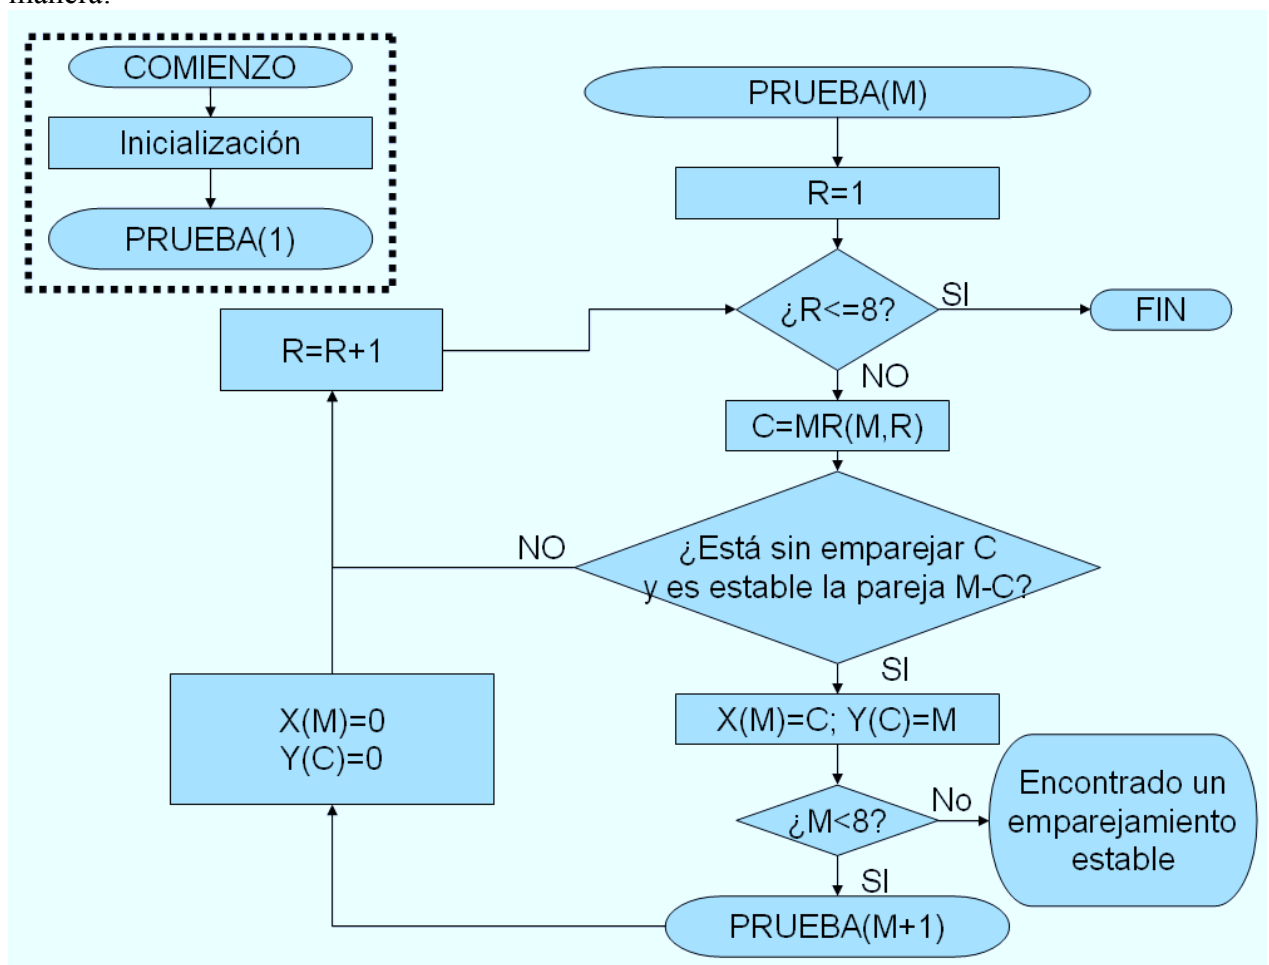 manera:
COMIENZO
Inicialización
PRUEBA(1)
PRUEBA(M)
R=1
¿R<=8?
SI
FIN
R=R+1
NO
C=MR(M,R)
NO
¿Está sin emparejar C
y es estable la pareja M-C?
SI
X(M)=C; Y(C)=M
X(M)=0
Y(C)=0
¿M<8?
No
Encontrado un
emparejamiento
estable
SI
PRUEBA(M+1)